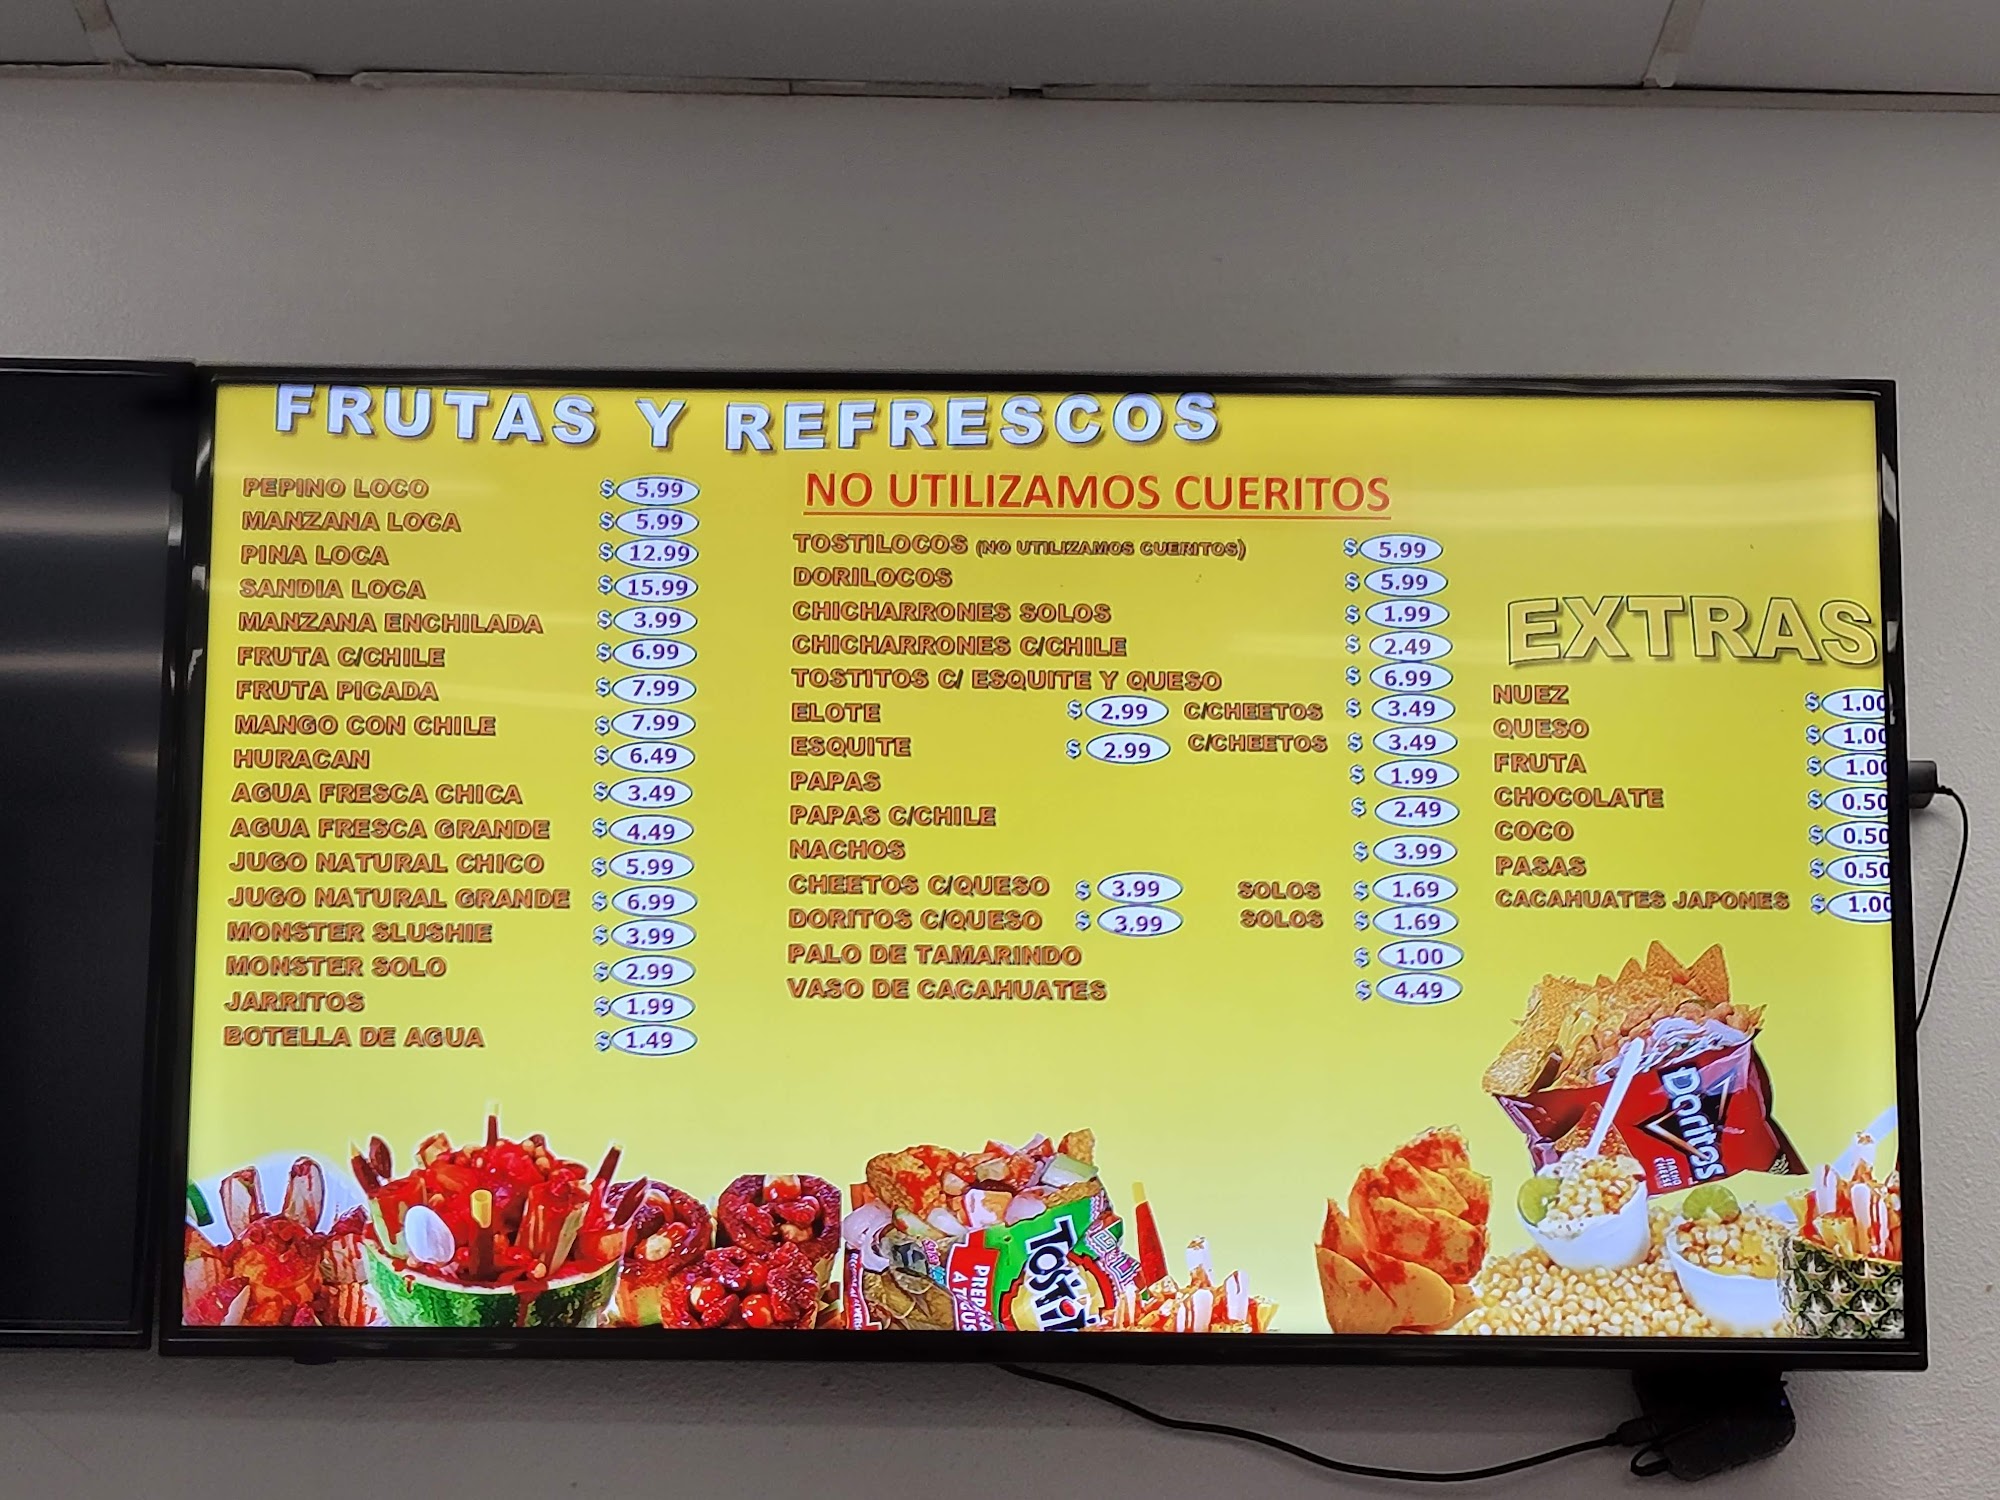 FRUTAS Y REFRESCOS
PEPINO LOCO $ 5.99
MANZANA LOCA $ 5.99
PINA LOCA $ 12.99
SANDIA LOCA $ 15.99
MANZANA ENCHILADA $ 3.99
FRUTA C/CHILE $ 6.99
FRUTA PICADA $ 7.99
MANGO CON CHILE $ 7.99
HURACAN $ 6.49
AGUA FRESCA CHICA $ 3.49
AGUA FRESCA GRANDE $ 4.49
JUGO NATURAL CHICO $ 5.99
JUGO NATURAL GRANDE $ 6.99
MONSTER SLUSHIE $ 3.99
MONSTER SOLO $ 2.99
JARRITOS $ 1.99
BOTELLA DE AGUA $ 1.49
NO UTILIZAMOS CUERITOS
TOSTILOCOS (NO UTILIZAMOS CUERITOS) $ 5.99
DORILOCOS $ 5.99
CHICHARRONES SOLOS $ 1.99
CHICHARRONES C/CHILE $ 2.49
TOSTITOS C/ ESQUITE Y QUESO $ 6.99
ELOTE $ 2.99 C/CHEETOS $ 3.49
ESQUITE $ 2.99 C/CHEETOS $ 3.49
PAPAS $ 1.99
PAPAS C/CHILE $ 2.49
NACHOS $ 3.99
CHEETOS C/QUESO $ 3.99 SOLOS $ 1.69
DORITOS C/QUESO $ 3.99 SOLOS $ 1.69
PALO DE TAMARINDO $ 1.00
VASO DE CACAHUATES $ 4.49
EXTRAS
NUEZ $ 1.00
QUESO $ 1.00
FRUTA $ 1.00
CHOCOLATE $ 0.50
COCO $ 0.50
PASAS $ 0.50
CACAHUATES JAPONES $ 1.00
Doritos
NACHO
CHEESE
TOSTI